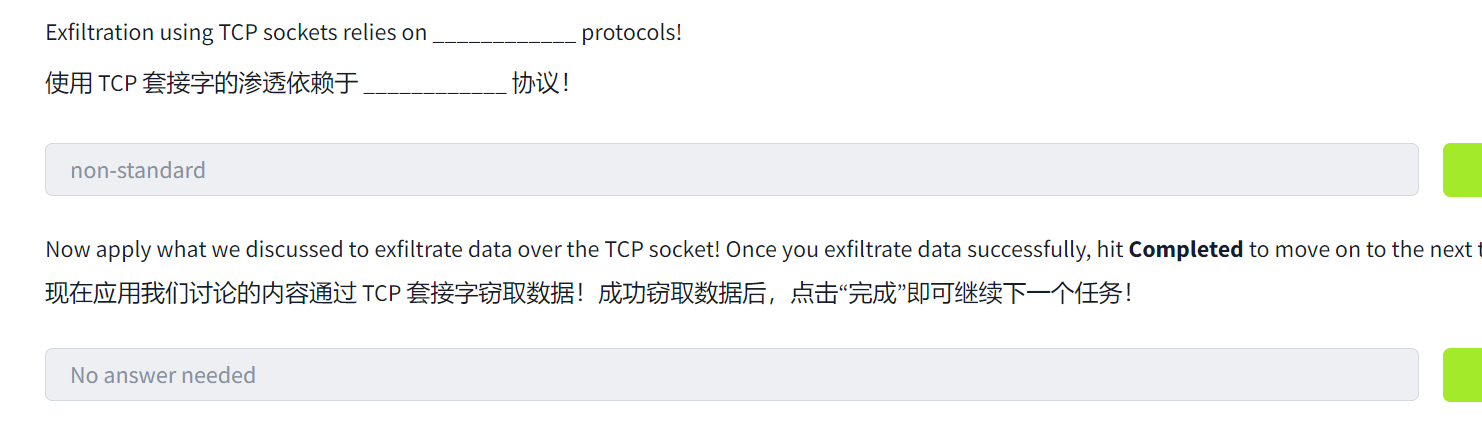 Exfiltration using TCP sockets relies on ____________ protocols!
使用 TCP 套接字的渗透依赖于 ____________ 协议！
non-standard
Now apply what we discussed to exfiltrate data over the TCP socket! Once you exfiltrate data successfully, hit Completed to move on to the next
现在应用我们讨论的内容通过 TCP 套接字窃取数据！成功窃取数据后，点击“完成”即可继续下一个任务！
No answer needed